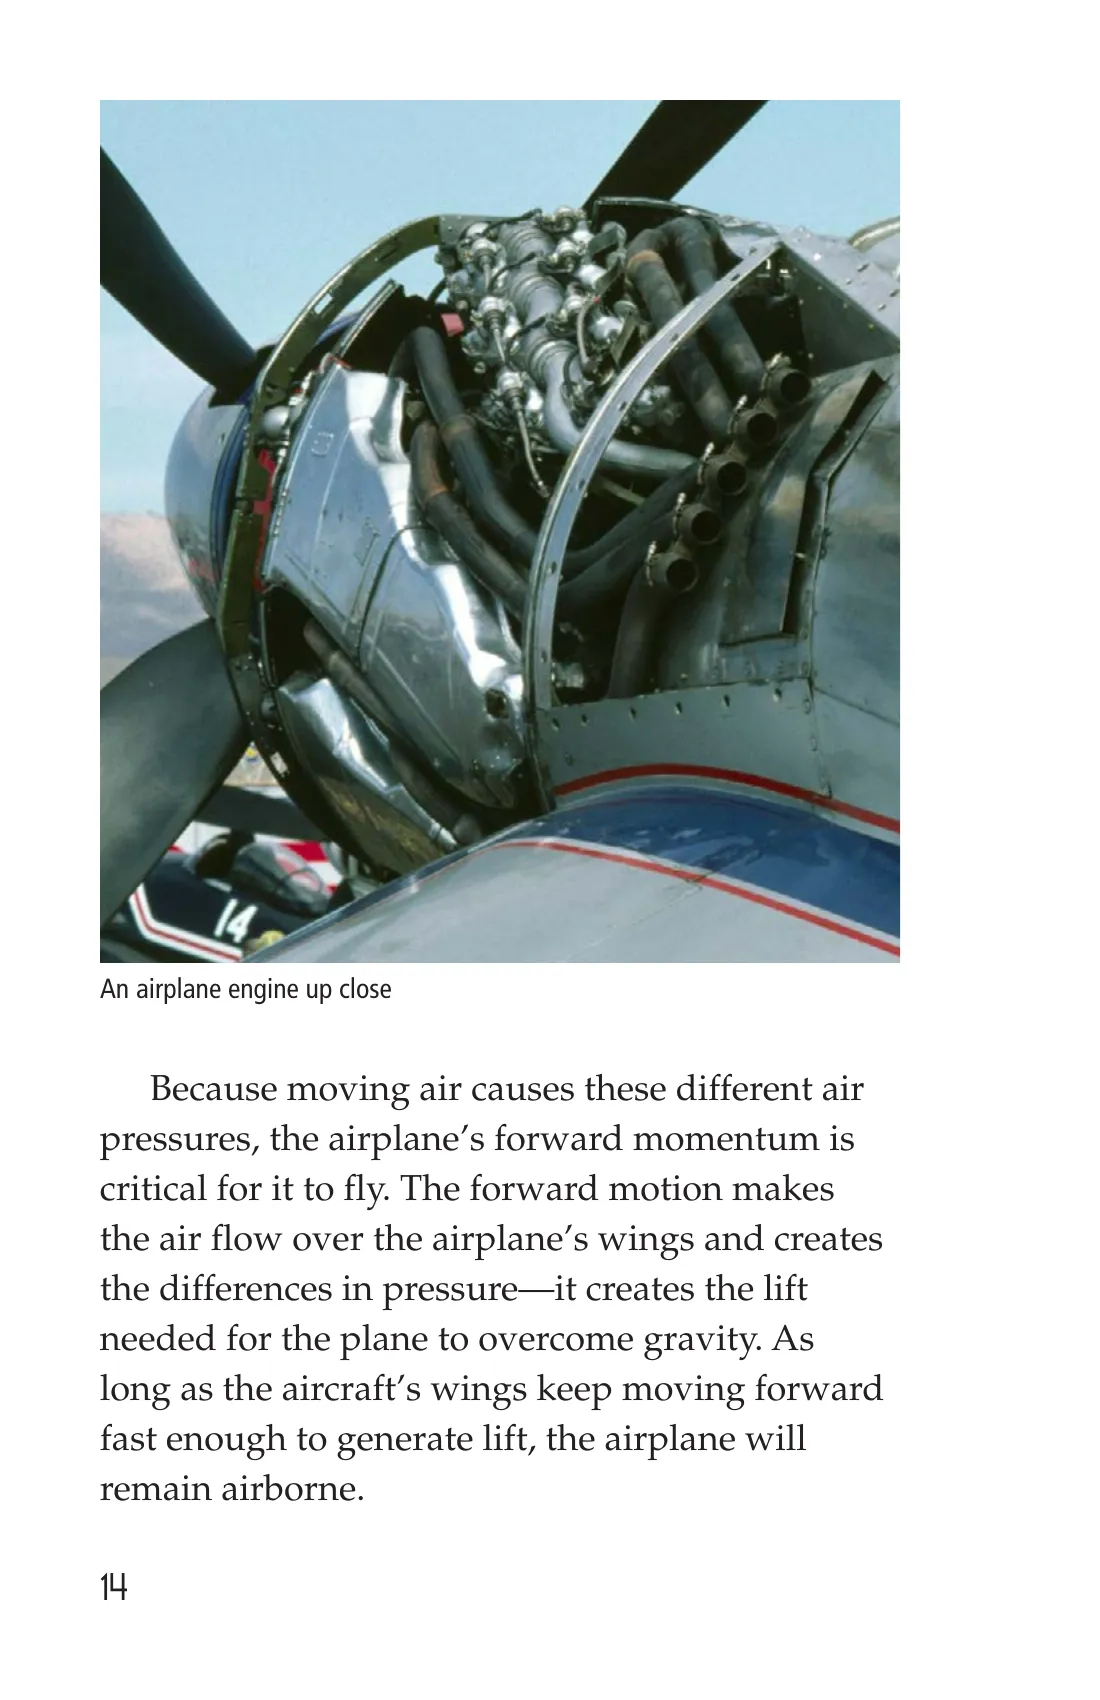 14
An airplane engine up close
Because moving air causes these different air
pressures, the airplane’s forward momentum is
critical for it to fly. The forward motion makes
the air flow over the airplane’s wings and creates
the differences in pressure—it creates the lift
needed for the plane to overcome gravity. As
long as the aircraft’s wings keep moving forward
fast enough to generate lift, the airplane will
remain airborne.
14